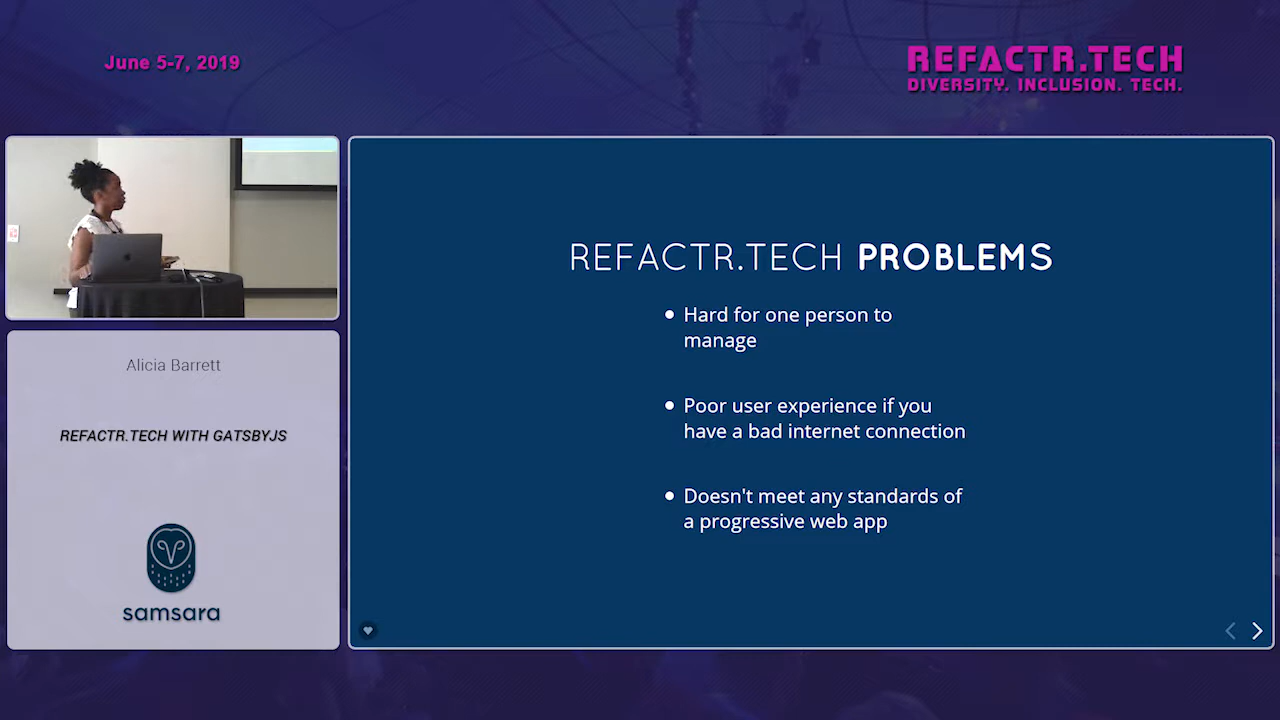 June 5-7, 2019
REFACTR.TECH
DIVERSITY. INCLUSION. TECH.
Alicia Barrett
REFACTR.TECH WITH GATSBYJS
samsara
REFACTR.TECH PROBLEMS
Hard for one person to
manage
Poor user experience if you
have a bad internet connection
Doesn't meet any standards of
a progressive web app